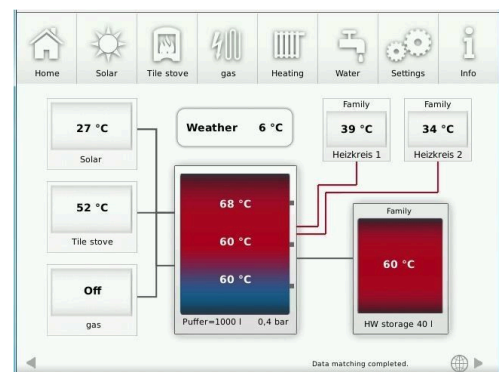 Home Solar Tile stove gas Heating Water Settings Info
27 °C
Solar
Weather 6 °C
Family
39 °C
Heizkreis 1
Family
34 °C
Heizkreis 2
52 °C
Tile stove
68 °C
60 °C
60 °C
Puffer=1000 l 0,4 bar
Family
60 °C
HW storage 40 l
Off
gas
Data matching completed.